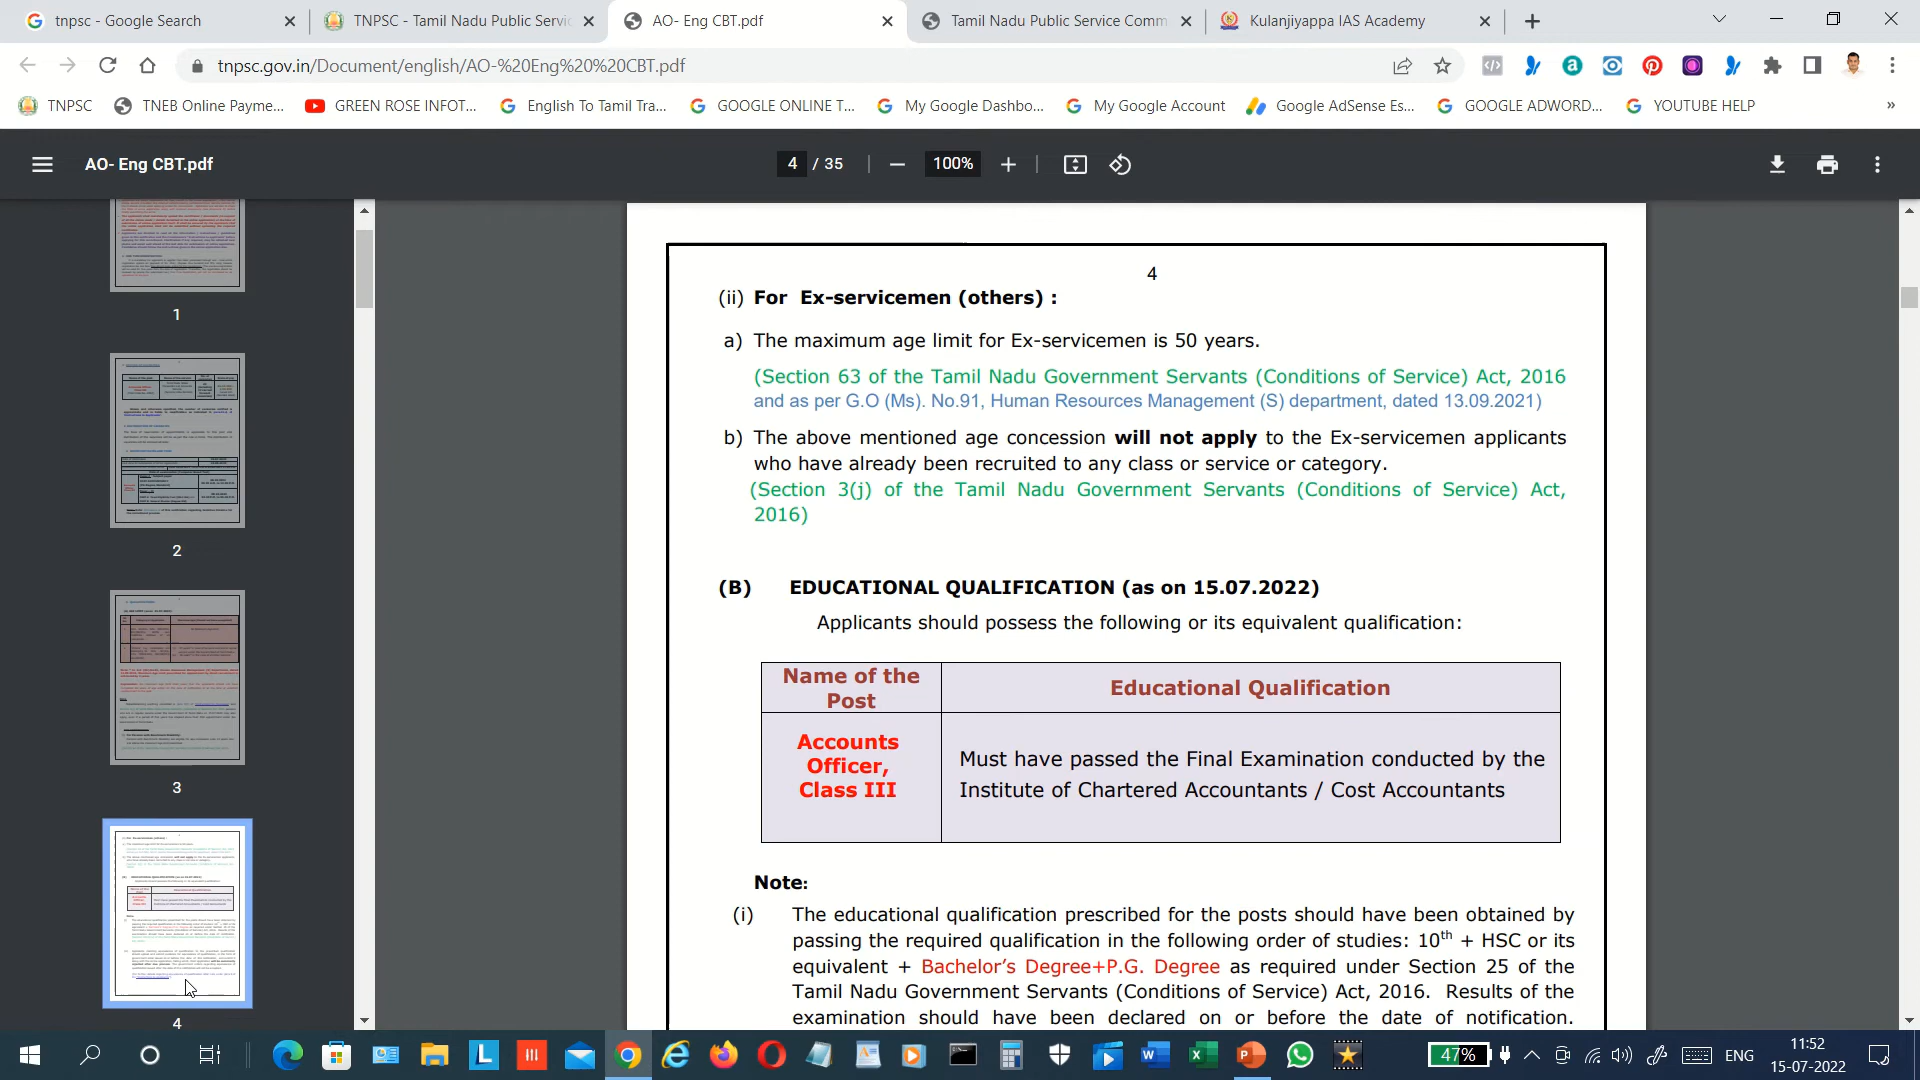 tnpsc - Google Search
TNPSC - Tamil Nadu Public Servic
AO- Eng CBT.pdf
Tamil Nadu Public Service Comm
Kulanjiyappa IAS Academy
tnpsc.gov.in/Document/english/AO-%20Eng%20%20CBT.pdf
TNPSC
TNEB Online Payme...
GREEN ROSE INFOT...
English To Tamil Tra...
GOOGLE ONLINE T...
My Google Dashbo...
My Google Account
Google AdSense Es...
GOOGLE ADWORD...
YOUTUBE HELP
»
AO- Eng CBT.pdf
4 / 35
100%
1
2
3
4
4
(ii) For Ex-servicemen (others) :
a) The maximum age limit for Ex-servicemen is 50 years.
(Section 63 of the Tamil Nadu Government Servants (Conditions of Service) Act, 2016
and as per G.O (Ms). No.91, Human Resources Management (S) department, dated 13.09.2021)
b) The above mentioned age concession will not apply to the Ex-servicemen applicants
who have already been recruited to any class or service or category.
(Section 3(j) of the Tamil Nadu Government Servants (Conditions of Service) Act,
2016)
(B) EDUCATIONAL QUALIFICATION (as on 15.07.2022)
Applicants should possess the following or its equivalent qualification:
Name of the
Post
Educational Qualification
Accounts
Officer,
Class III
Must have passed the Final Examination conducted by the
Institute of Chartered Accountants / Cost Accountants
Note:
(i) The educational qualification prescribed for the posts should have been obtained by
passing the required qualification in the following order of studies: 10th + HSC or its
equivalent + Bachelor's Degree+P.G. Degree as required under Section 25 of the
Tamil Nadu Government Servants (Conditions of Service) Act, 2016. Results of the
examination should have been declared on or before the date of notification.
47%
ENG
11:52
15-07-2022